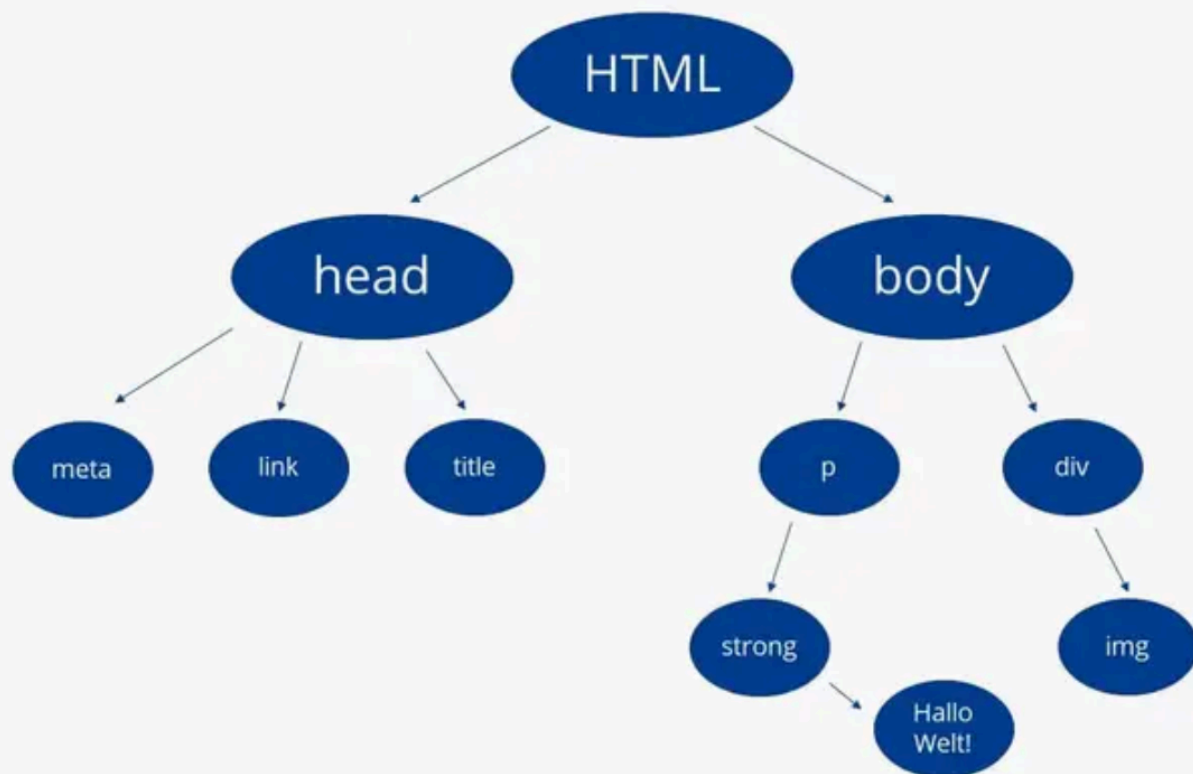 HTML
head
body
meta
link
title
p
div
strong
img
Hallo
Welt!